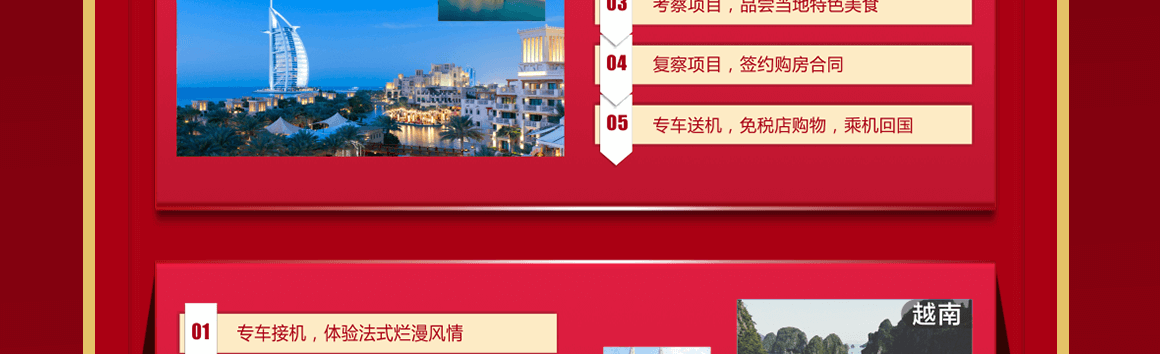 03 考察项目，品尝当地特色美食
04 复察项目，签约购房合同
05 专车送机，免税店购物，乘机回国
越南
01 专车接机，体验法式烂漫风情